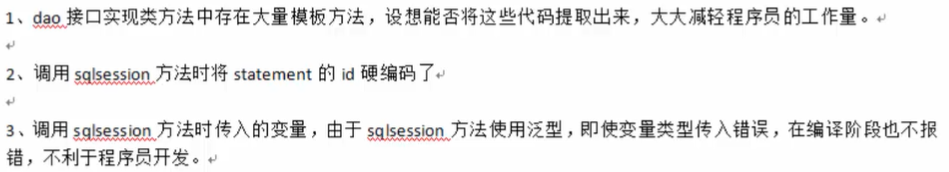 1、dao 接口实现类方法中存在大量模板方法，设想能否将这些代码提取出来，大大减轻程序员的工作量。
2、调用 sqlsession 方法时将 statement 的 id 硬编码了
3、调用 sqlsession 方法时传入的变量，由于 sqlsession 方法使用泛型，即使变量类型传入错误，在编译阶段也不报
错，不利于程序员开发。